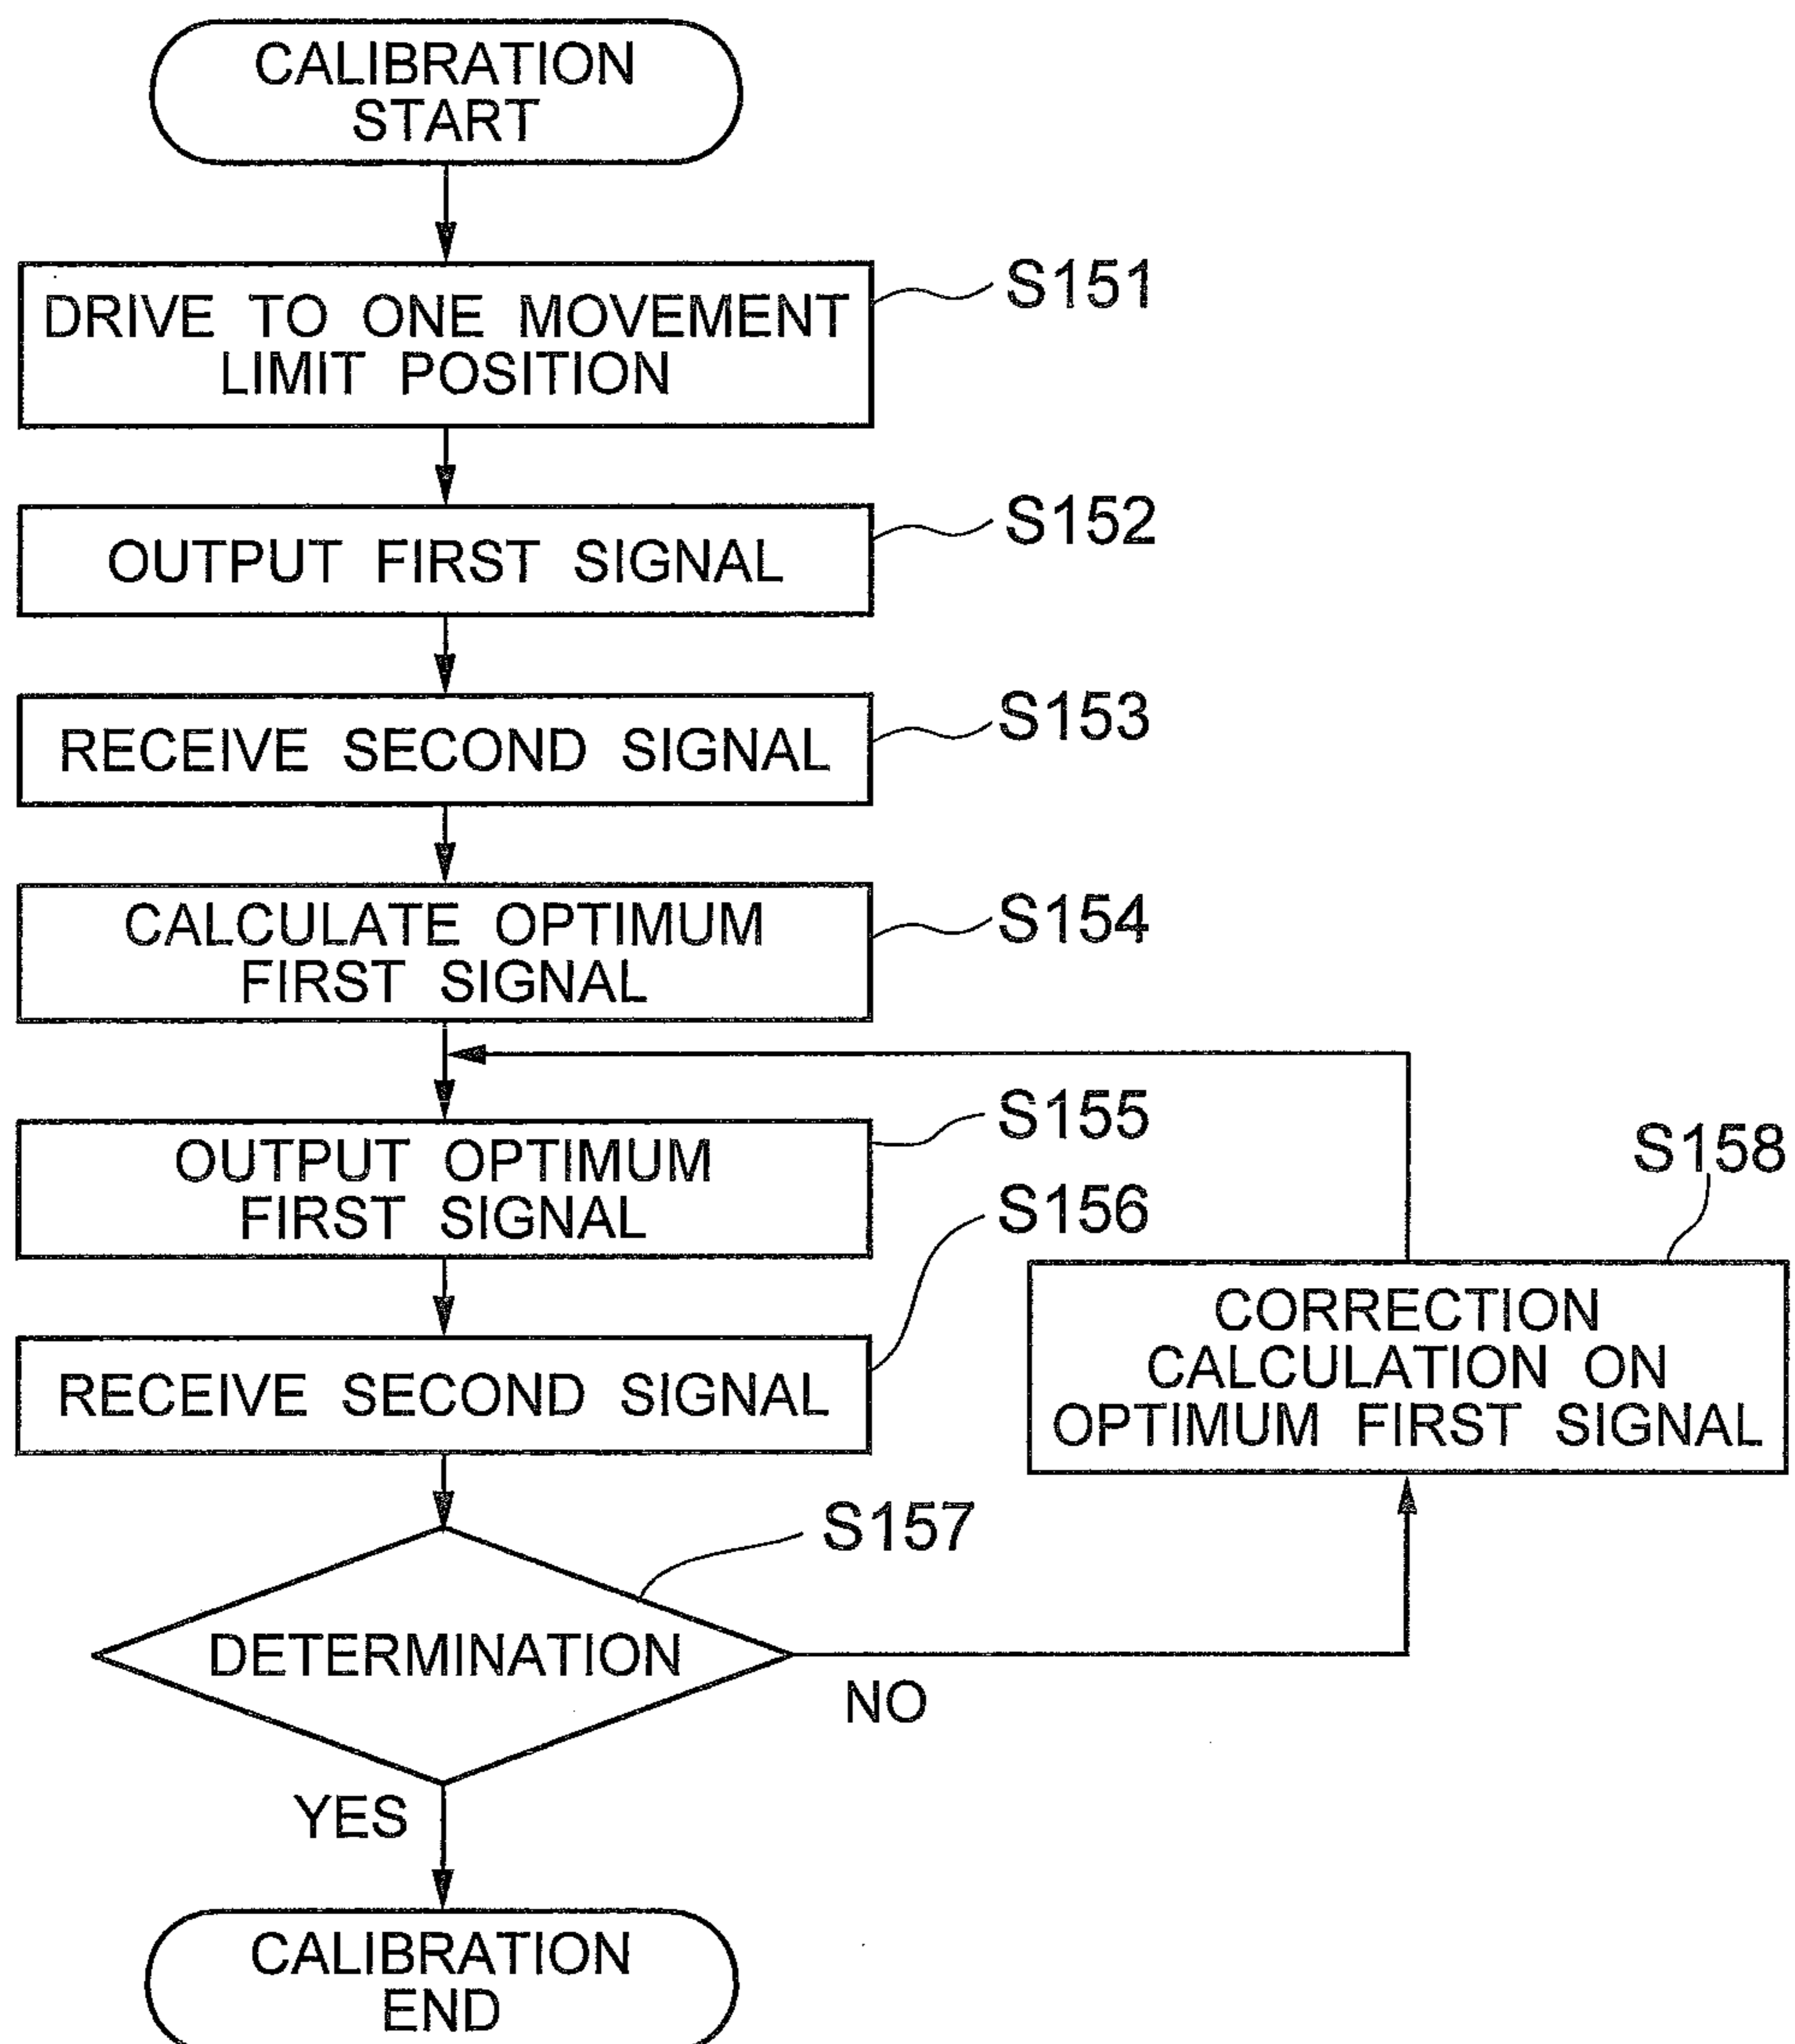 CALIBRATION
START
DRIVE TO ONE MOVEMENT
LIMIT POSITION
S151
OUTPUT FIRST SIGNAL
S152
RECEIVE SECOND SIGNAL
S153
CALCULATE OPTIMUM
FIRST SIGNAL
S154
OUTPUT OPTIMUM
FIRST SIGNAL
S155
RECEIVE SECOND SIGNAL
S156
DETERMINATION
S157
NO
S158
CORRECTION
CALCULATION ON
OPTIMUM FIRST SIGNAL
YES
CALIBRATION
END